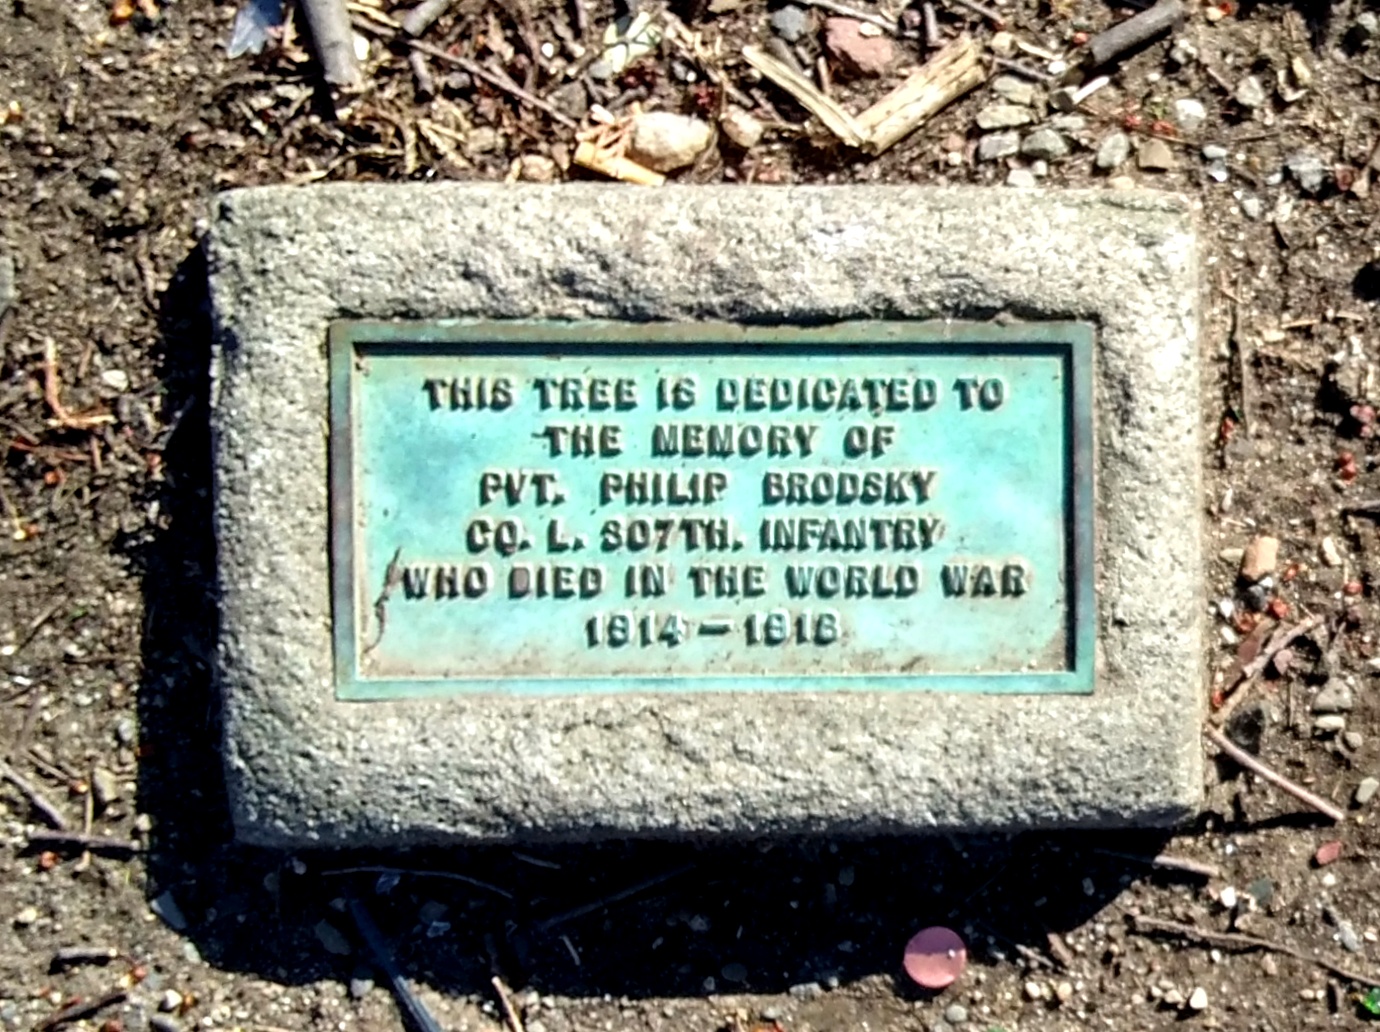 THIS TREE IS DEDICATED TO
THE MEMORY OF
PVT. PHILIP BRODSKY
CO. L. 307TH. INFANTRY
WHO DIED IN THE WORLD WAR
1914 — 1918